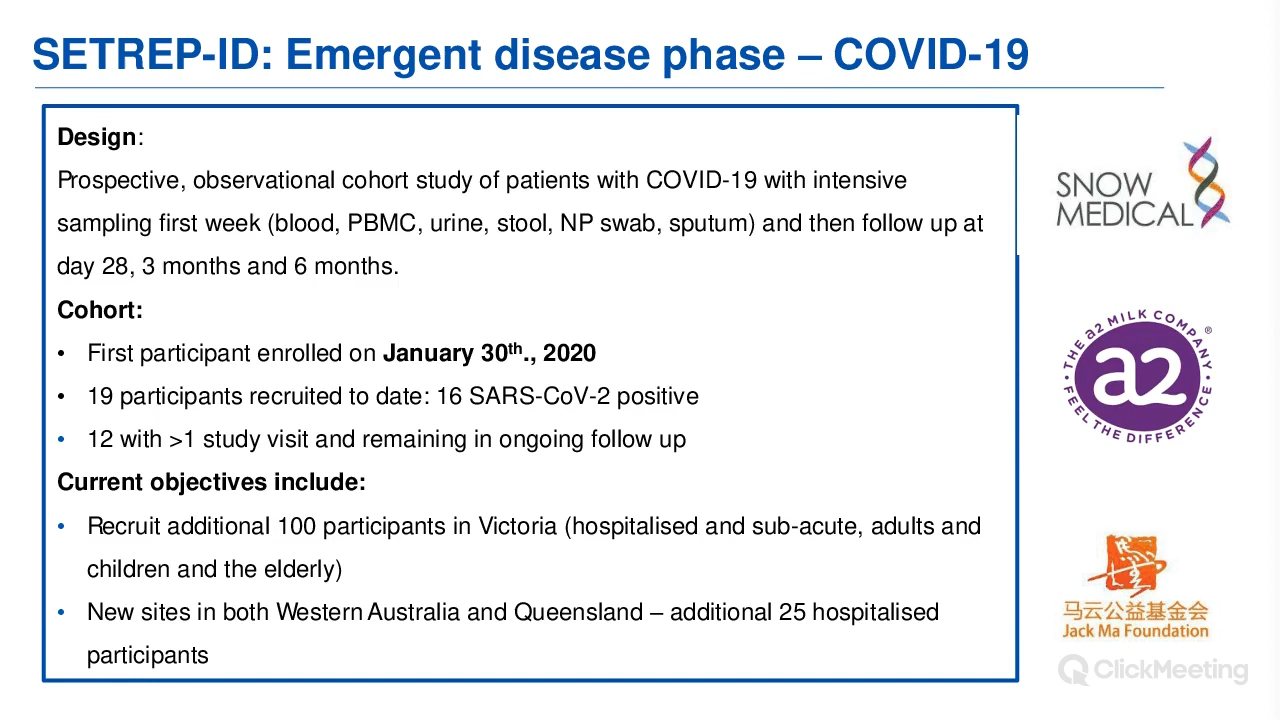 SETREP-ID: Emergent disease phase – COVID-19
Design:
Prospective, observational cohort study of patients with COVID-19 with intensive
sampling first week (blood, PBMC, urine, stool, NP swab, sputum) and then follow up at
day 28, 3 months and 6 months.
Cohort:
• First participant enrolled on January 30th., 2020
• 19 participants recruited to date: 16 SARS-CoV-2 positive
• 12 with >1 study visit and remaining in ongoing follow up
Current objectives include:
• Recruit additional 100 participants in Victoria (hospitalised and sub-acute, adults and
children and the elderly)
• New sites in both Western Australia and Queensland – additional 25 hospitalised
participants
SNOW
MEDICAL
THE a2 MILK COMPANY ®
a2
FEEL THE DIFFERENCE
马云公益基金会
Jack Ma Foundation
ClickMeeting